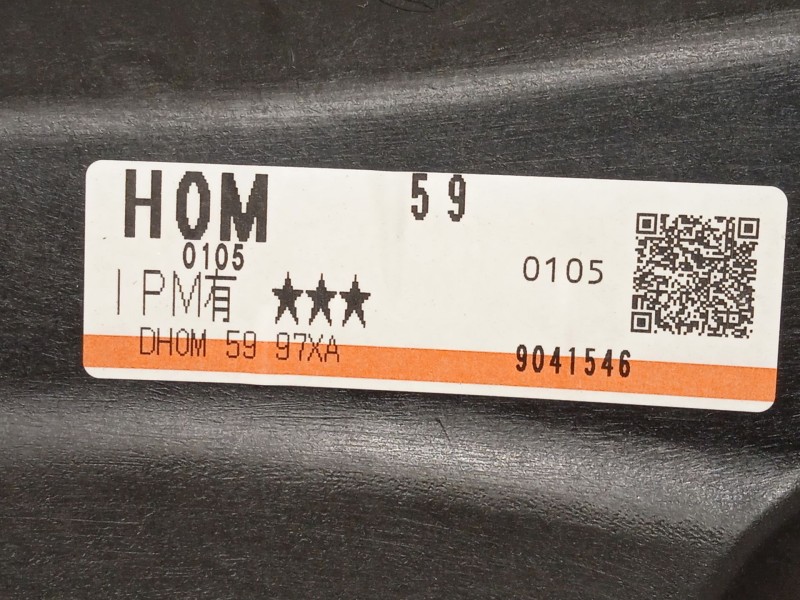 HOM 59
0105 0105
IPM有 ★★★
DHOM 59 97XA 9041546